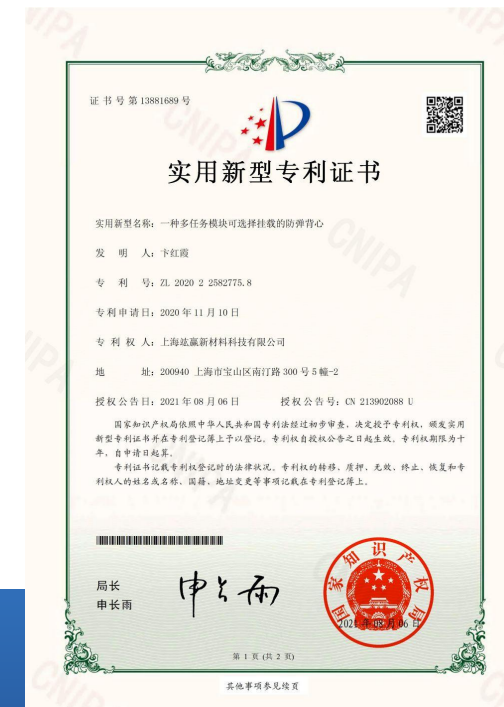 证书号第13881689号
实用新型专利证书
实用新型名称：一种多任务模块可选择挂载的防弹背心
发 明 人：卞红霞
专 利 号：ZL 2020 2 2582775.8
专利申请日：2020年11月10日
专 利 权 人：上海竑赢新材料科技有限公司
地 址：200940 上海市宝山区南汀路300号5幢-2
授权公告日：2021年08月06日 授权公告号：CN 213902088 U
国家知识产权局依照中华人民共和国专利法经过初步审查，决定授予专利权，颁发实用
新型专利证书并在专利登记簿上予以登记。专利权自授权公告之日起生效。专利权期限为十
年，自申请日起算。
专利证书记载专利权登记时的法律状况。专利权的转移、质押、无效、终止、恢复和专
利权人的姓名或名称、国籍、地址变更等事项记载在专利登记簿上。
局长
申长雨
申长雨
国家知识产权局
2021年08月06日
第 1 页 (共 2 页)
其他事项参见续页
CNIPA